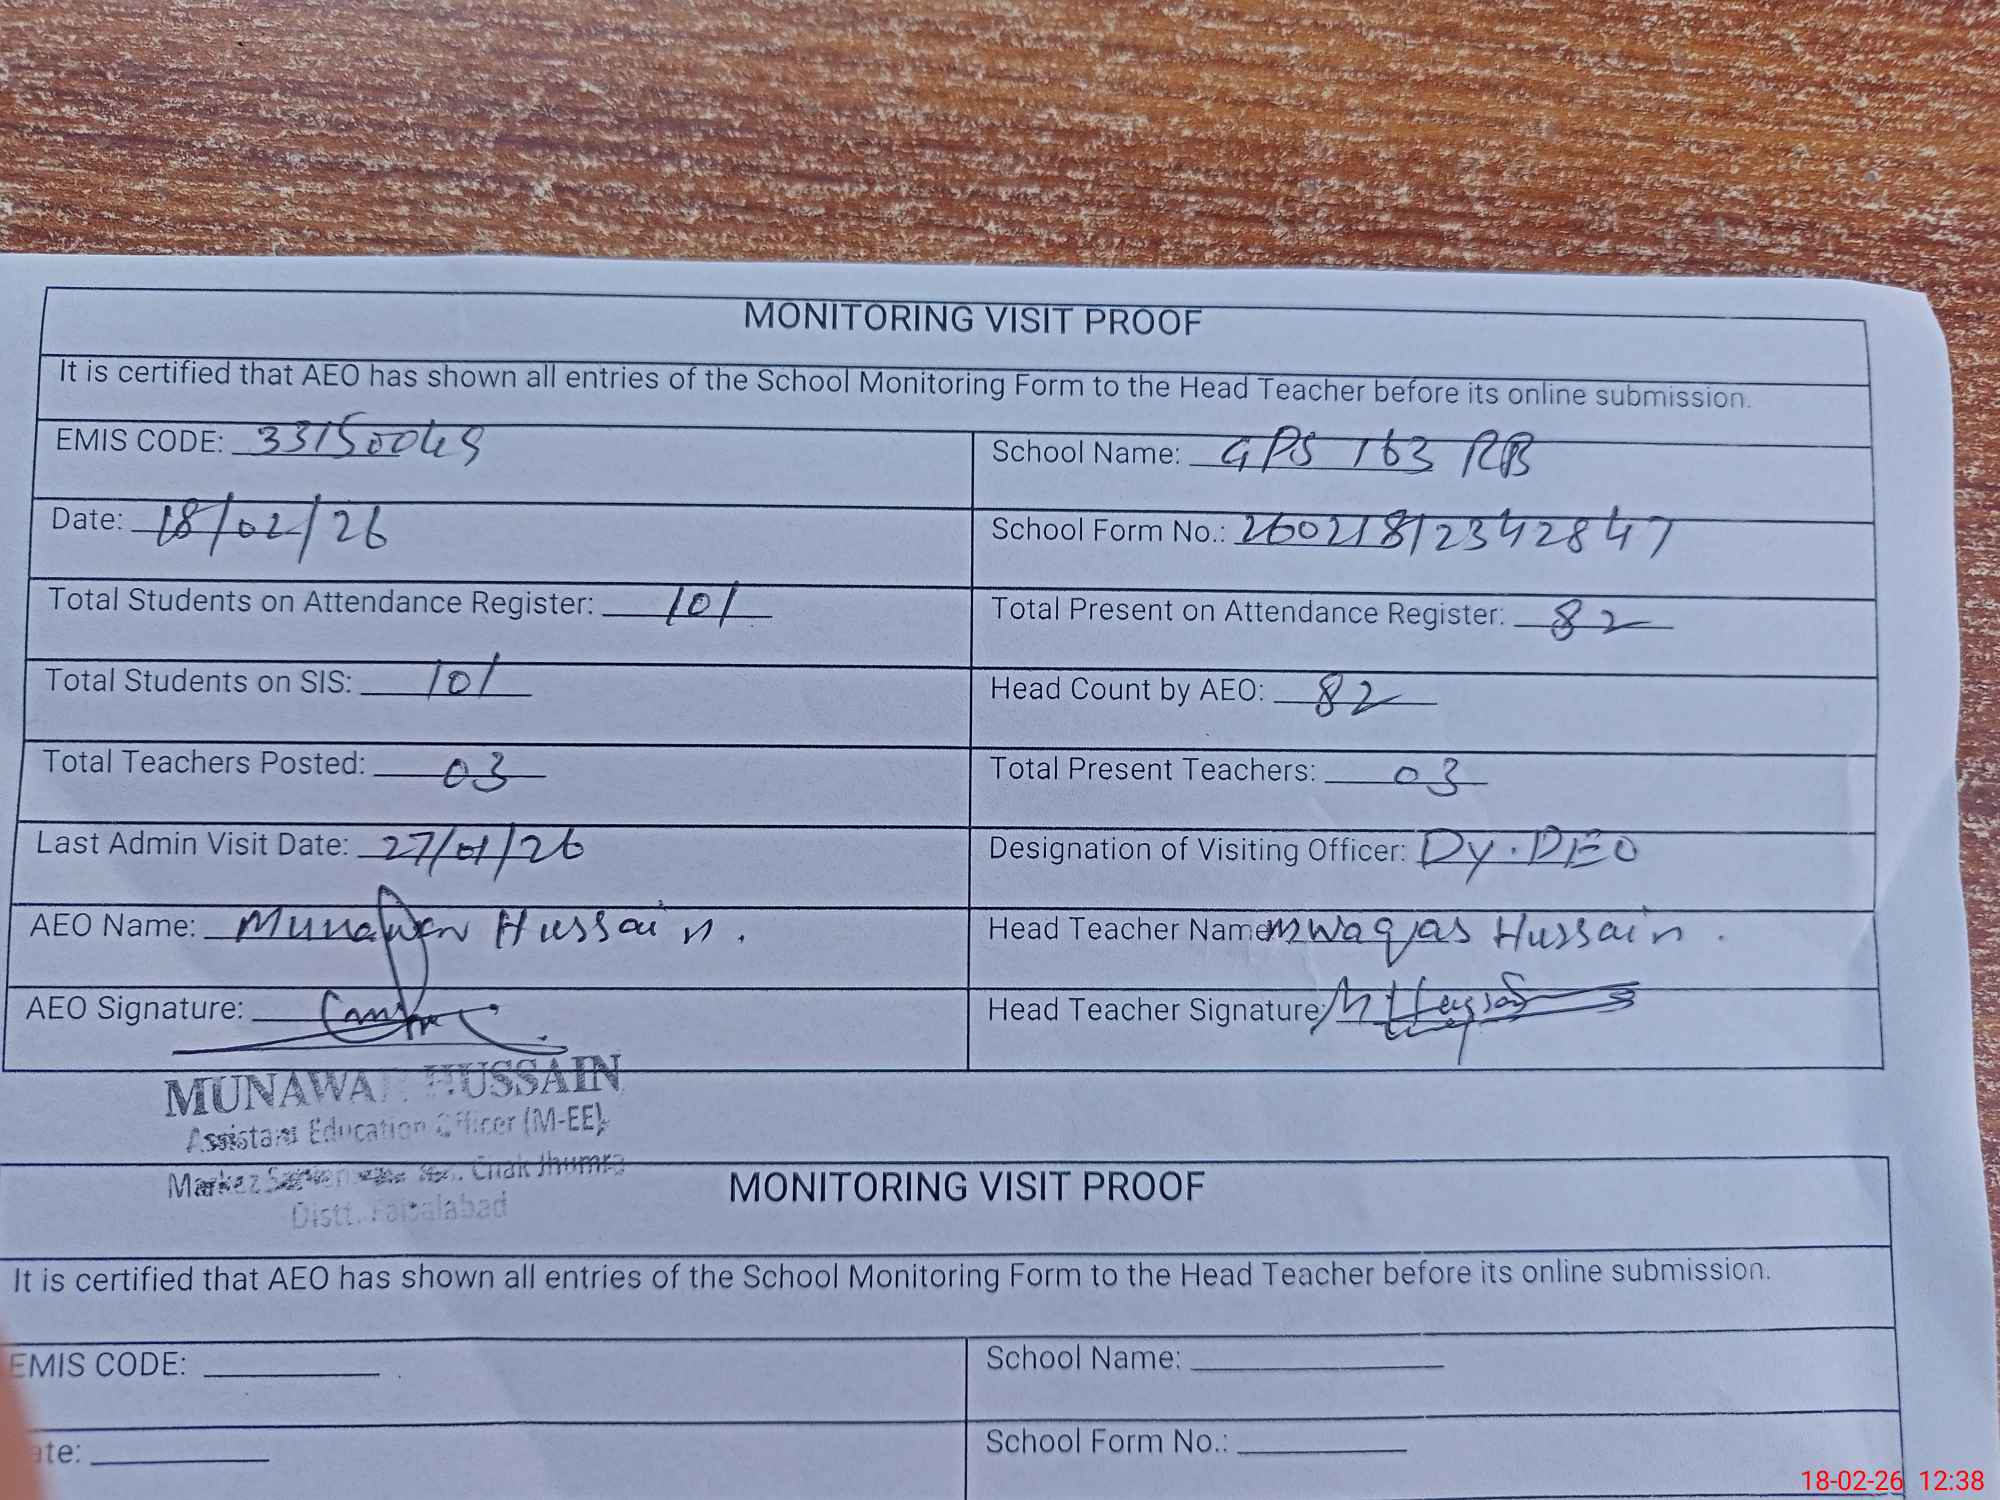 MONITORING VISIT PROOF
It is certified that AEO has shown all entries of the School Monitoring Form to the Head Teacher before its online submission.
EMIS CODE: 33150049
School Name: GPS 163 RB
Date: 18/02/26
School Form No.: 26021812342847
Total Students on Attendance Register: 101
Total Present on Attendance Register: 82
Total Students on SIS: 101
Head Count by AEO: 82
Total Teachers Posted: 03
Total Present Teachers: 03
Last Admin Visit Date: 27/01/26
Designation of Visiting Officer: Dy. DEO
AEO Name: Munawar Hussain.
Head Teacher Name: M Waqas Hussain.
AEO Signature:
Head Teacher Signature:
MUNAWAR HUSSAIN
Assistant Education Officer (M-EE)
Markaz Chak Jhumra
Distt. Faisalabad
MONITORING VISIT PROOF
It is certified that AEO has shown all entries of the School Monitoring Form to the Head Teacher before its online submission.
EMIS CODE:
School Name:
ate:
School Form No.:
18-02-26 12:38